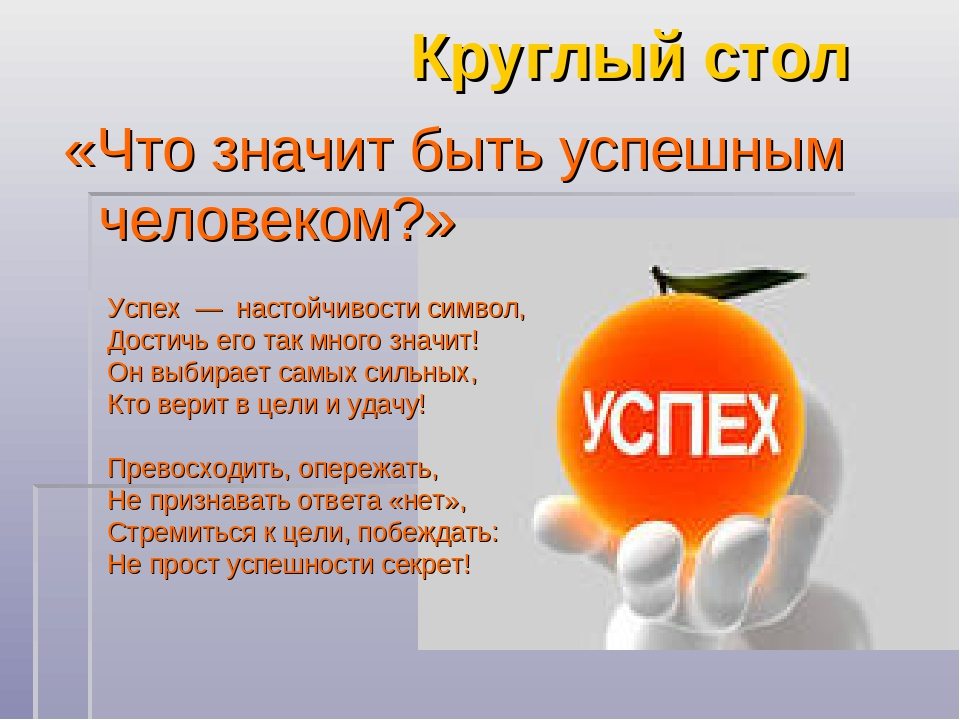 Круглый стол
«Что значит быть успешным
человеком?»
Успех — настойчивости символ,
Достичь его так много значит!
Он выбирает самых сильных,
Кто верит в цели и удачу!
Превосходить, опережать,
Не признавать ответа «нет»,
Стремиться к цели, побеждать:
Не прост успешности секрет!
УСПЕХ